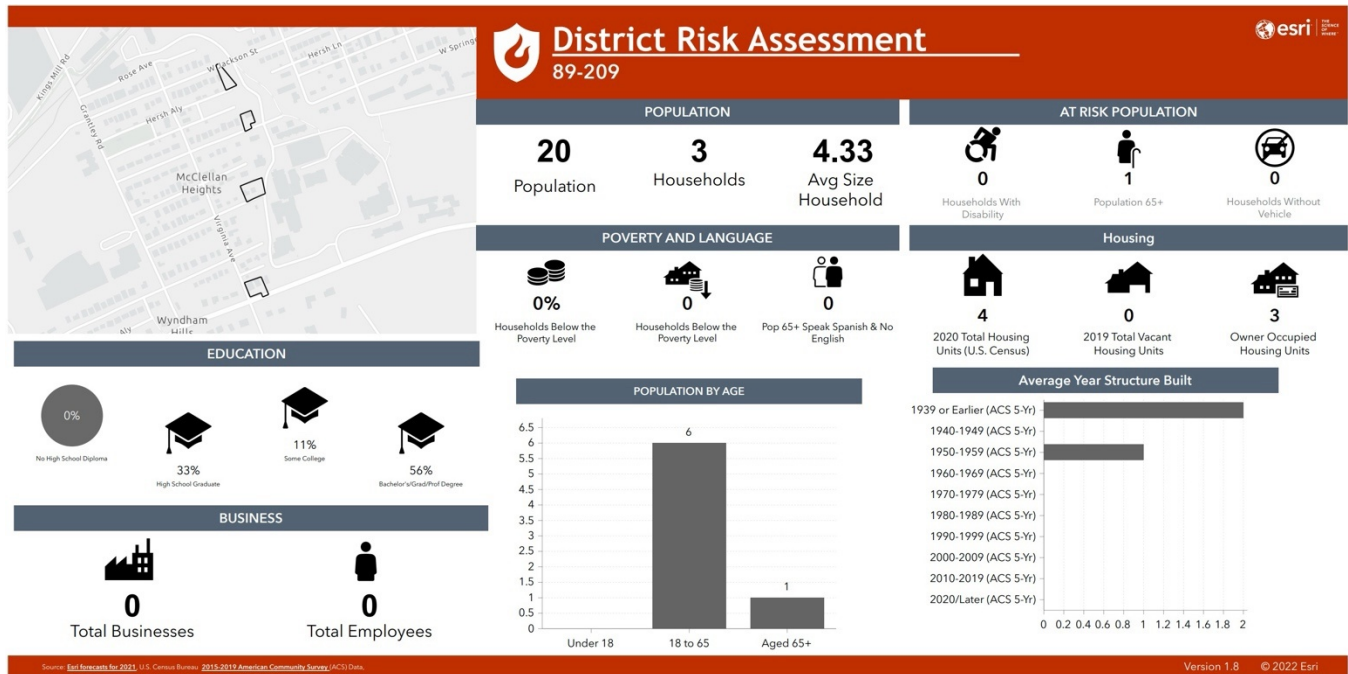 District Risk Assessment
89-209
esri
THE
SCIENCE
OF
WHERE
Kings Mill Rd
Rose Ave
W Jackson St
Hersh Ln
W Springe
Grantley Rd
Hersh Aly
McClellan
Heights
Virginia Ave
Wyndham
Hills
Aly
POPULATION
20
Population
3
Households
4.33
Avg Size
Household
AT RISK POPULATION
0
Households With
Disability
1
Population 65+
0
Households Without
Vehicle
POVERTY AND LANGUAGE
0%
Households Below the
Poverty Level
0
Households Below the
Poverty Level
0
Pop 65+ Speak Spanish & No
English
Housing
4
2020 Total Housing
Units (U.S. Census)
0
2019 Total Vacant
Housing Units
3
Owner Occupied
Housing Units
EDUCATION
0%
No High School Diploma
33%
High School Graduate
11%
Some College
56%
Bachelor's/Grad/Prof Degree
BUSINESS
0
Total Businesses
0
Total Employees
POPULATION BY AGE
6.5
6
5.5
5
4.5
4
3.5
3
2.5
2
1.5
1
0.5
0
6
1
Under 18
18 to 65
Aged 65+
Average Year Structure Built
1939 or Earlier (ACS 5-Yr)
1940-1949 (ACS 5-Yr)
1950-1959 (ACS 5-Yr)
1960-1969 (ACS 5-Yr)
1970-1979 (ACS 5-Yr)
1980-1989 (ACS 5-Yr)
1990-1999 (ACS 5-Yr)
2000-2009 (ACS 5-Yr)
2010-2019 (ACS 5-Yr)
2020/Later (ACS 5-Yr)
0 0.2 0.4 0.6 0.8 1 1.2 1.4 1.6 1.8 2
Source: Esri forecasts for 2021, U.S. Census Bureau 2015-2019 American Community Survey (ACS) Data,
Version 1.8 © 2022 Esri